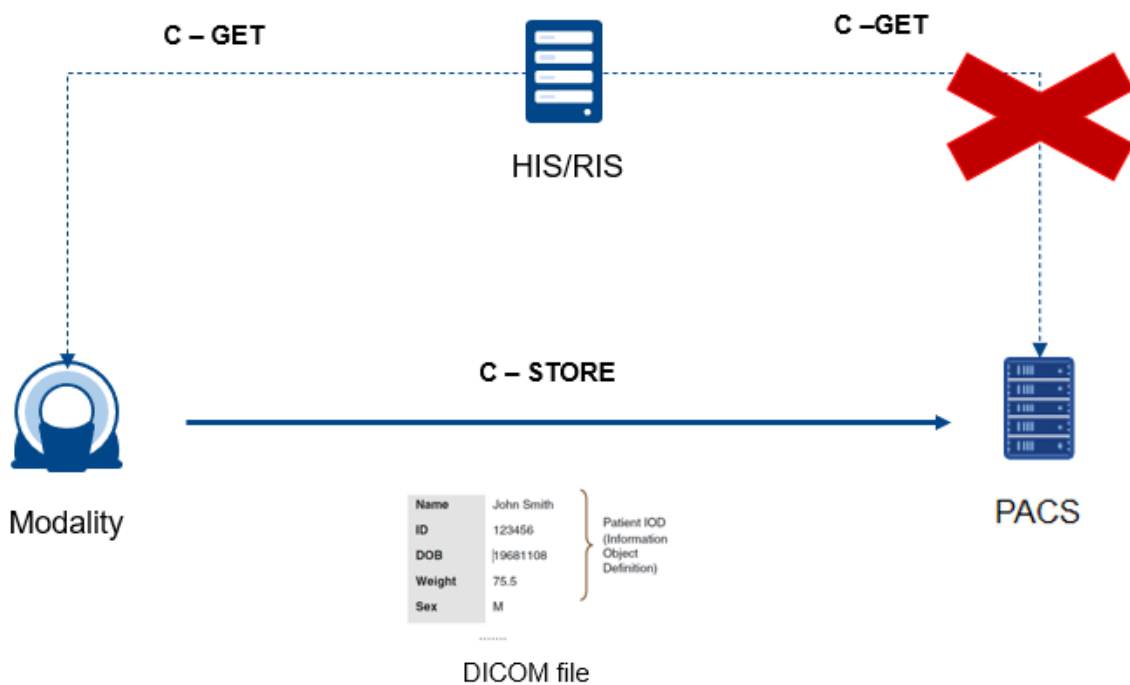 C – GET
C –GET
HIS/RIS
C – STORE
Modality
PACS
Name John Smith
ID 123456
DOB 19681108
Weight 75.5
Sex M
Patient IOD
(Information
Object
Definition)
.......
DICOM file